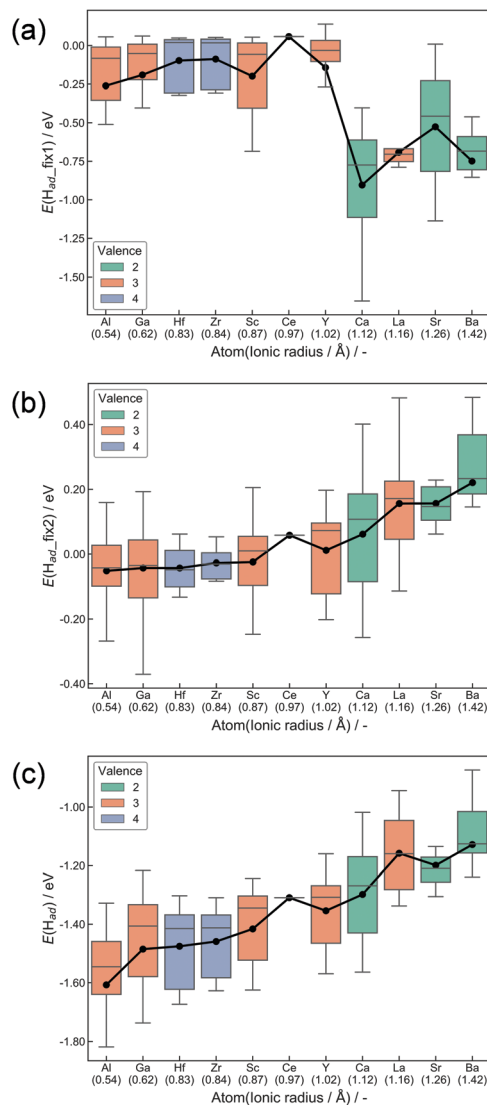 (a)
E(H_ad_fix1) / eV
0.00
-0.25
-0.50
-0.75
-1.00
-1.25
-1.50
Valence
2
3
4
Al Ga Hf Zr Sc Ce Y Ca La Sr Ba
(0.54) (0.62) (0.83) (0.84) (0.87) (0.97) (1.02) (1.12) (1.16) (1.26) (1.42)
Atom(Ionic radius / Å) / -
(b)
E(H_ad_fix2) / eV
0.40
0.20
0.00
-0.20
-0.40
Valence
2
3
4
Al Ga Hf Zr Sc Ce Y Ca La Sr Ba
(0.54) (0.62) (0.83) (0.84) (0.87) (0.97) (1.02) (1.12) (1.16) (1.26) (1.42)
Atom(Ionic radius / Å) / -
(c)
E(H_ad) / eV
-1.00
-1.20
-1.40
-1.60
-1.80
Valence
2
3
4
Al Ga Hf Zr Sc Ce Y Ca La Sr Ba
(0.54) (0.62) (0.83) (0.84) (0.87) (0.97) (1.02) (1.12) (1.16) (1.26) (1.42)
Atom(Ionic radius / Å) / -